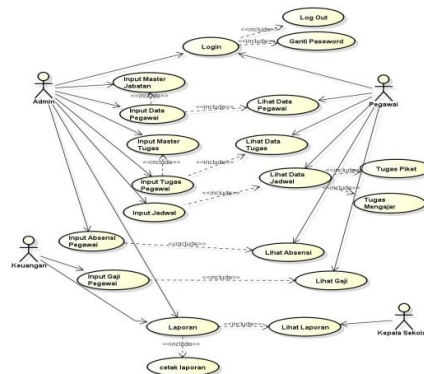 Log Out
<<include>>
Login
<<include>>
Ganti Password
Admin
Pegawai
Input Master
Jabatan
<<include>>
Input Data
Pegawai
<<include>>
Lihat Data
Pegawai
Input Master
Tugas
Lihat Data
Tugas
<<include>>
<<include>>
Input Tugas
Pegawai
Lihat Data
Jadwal
<<include>>
Tugas Piket
<<include>>
<<include>>
Input Jadwal
Tugas
Mengajar
Input Absensi
Pegawai
<<include>>
Lihat Absensi
Keuangan
Input Gaji
Pegawai
<<include>>
Lihat Gaji
Laporan
<<include>>
Lihat Laporan
Kepala Sekola
<<include>>
cetak laporan